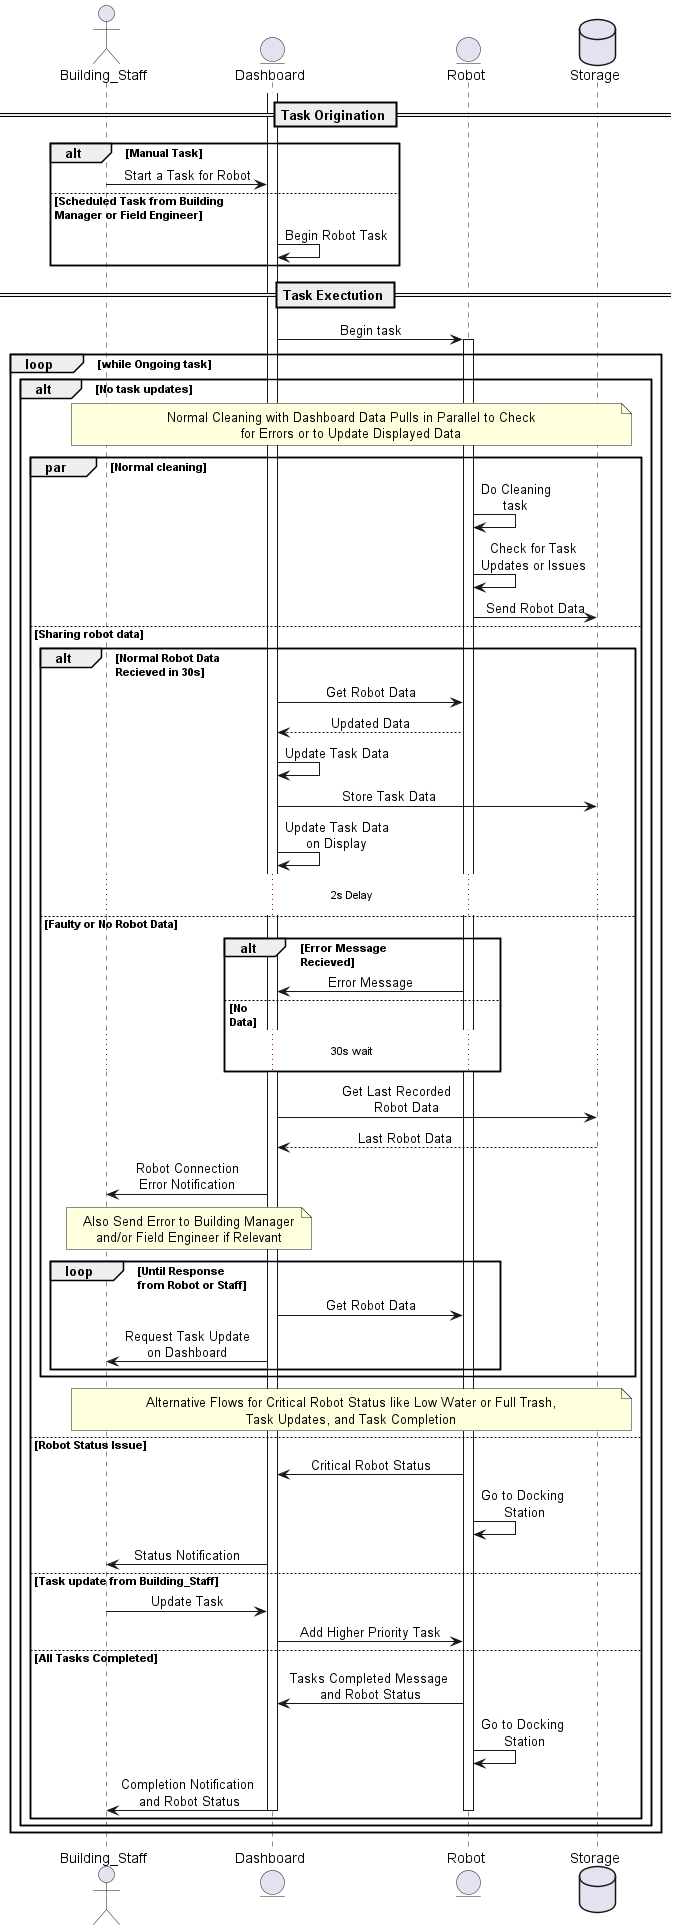 Building_Staff
Dashboard
Robot
Storage
Task Origination
alt
[Manual Task]
Start a Task for Robot
[Scheduled Task from Building
Manager or Field Engineer]
Begin Robot Task
Task Exectution
Begin task
loop
[while Ongoing task]
alt
[No task updates]
Normal Cleaning with Dashboard Data Pulls in Parallel to Check
for Errors or to Update Displayed Data
par
[Normal cleaning]
Do Cleaning
task
Check for Task
Updates or Issues
Send Robot Data
[Sharing robot data]
alt
[Normal Robot Data
Recieved in 30s]
Get Robot Data
Updated Data
Update Task Data
Store Task Data
Update Task Data
on Display
2s Delay
[Faulty or No Robot Data]
alt
[Error Message
Recieved]
Error Message
[No
Data]
30s wait
Get Last Recorded
Robot Data
Last Robot Data
Robot Connection
Error Notification
Also Send Error to Building Manager
and/or Field Engineer if Relevant
loop
[Until Response
from Robot or Staff]
Get Robot Data
Request Task Update
on Dashboard
Alternative Flows for Critical Robot Status like Low Water or Full Trash,
Task Updates, and Task Completion
[Robot Status Issue]
Critical Robot Status
Go to Docking
Station
Status Notification
[Task update from Building_Staff]
Update Task
Add Higher Priority Task
[All Tasks Completed]
Tasks Completed Message
and Robot Status
Go to Docking
Station
Completion Notification
and Robot Status
Building_Staff
Dashboard
Robot
Storage